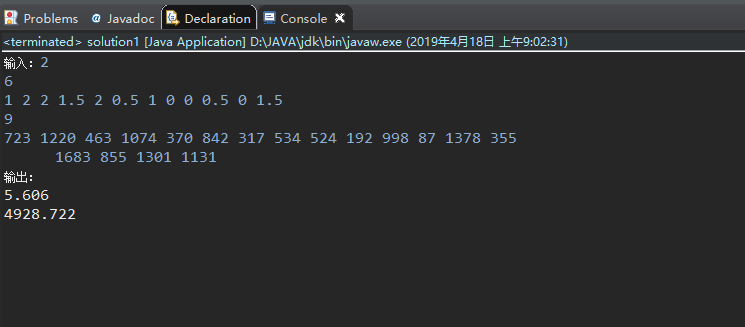 Problems @ Javadoc Declaration Console
<terminated> solution1 [Java Application] D:\JAVA\jdk\bin\javaw.exe (2019年4月18日 上午9:02:31)
输入: 2
6
1 2 2 1.5 2 0.5 1 0 0 0.5 0 1.5
9
723 1220 463 1074 370 842 317 534 524 192 998 87 1378 355
1683 855 1301 1131
输出:
5.606
4928.722